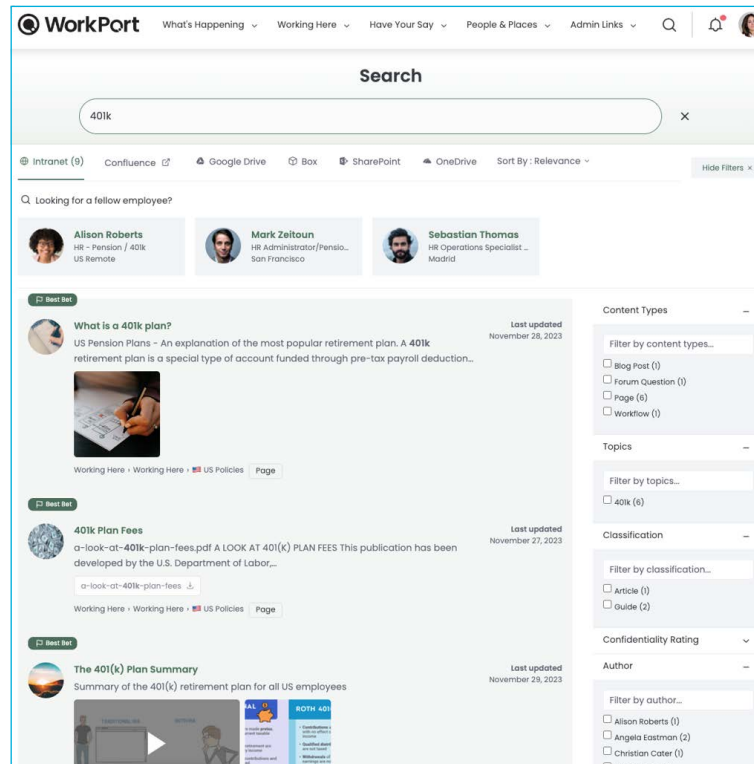 WorkPort
What's Happening
Working Here
Have Your Say
People & Places
Admin Links
Search
401k
Intranet (9)
Confluence
Google Drive
Box
SharePoint
OneDrive
Sort By : Relevance
Hide Filters ×
Looking for a fellow employee?
Alison Roberts
HR - Pension / 401k
US Remote
Mark Zeitoun
HR Administrator/Pensio...
San Francisco
Sebastian Thomas
HR Operations Specialist ...
Madrid
Best Bet
What is a 401k plan?
US Pension Plans - An explanation of the most popular retirement plan. A 401k
retirement plan is a special type of account funded through pre-tax payroll deduction...
Last updated
November 28, 2023
Working Here › Working Here › US Policies Page
Best Bet
401k Plan Fees
a-look-at-401k-plan-fees.pdf A LOOK AT 401(K) PLAN FEES This publication has been
developed by the U.S. Department of Labor,...
Last updated
November 27, 2023
a-look-at-401k-plan-fees
Working Here › Working Here › US Policies Page
Best Bet
The 401(k) Plan Summary
Summary of the 401(k) retirement plan for all US employees
Last updated
November 29, 2023
ROTH 401
Content Types
Filter by content types...
Blog Post (1)
Forum Question (1)
Page (6)
Workflow (1)
Topics
Filter by topics...
401k (6)
Classification
Filter by classification...
Article (1)
Guide (2)
Confidentiality Rating
Author
Filter by author...
Alison Roberts (1)
Angela Eastman (2)
Christian Cater (1)